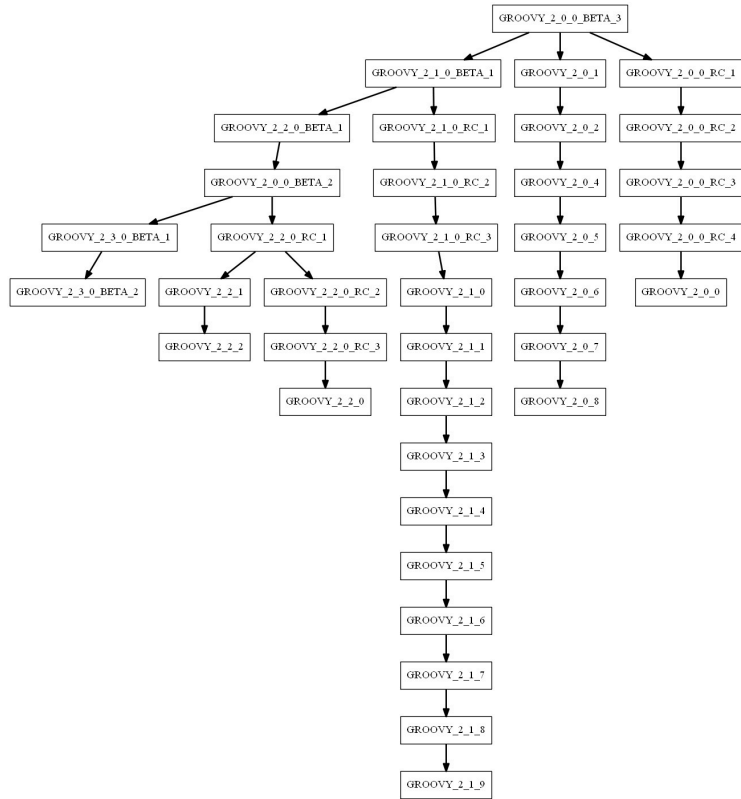 GROOVY_2_0_0_BETA_3
GROOVY_2_1_0_BETA_1
GROOVY_2_0_1
GROOVY_2_0_0_RC_1
GROOVY_2_2_0_BETA_1
GROOVY_2_1_0_RC_1
GROOVY_2_0_2
GROOVY_2_0_0_RC_2
GROOVY_2_0_0_BETA_2
GROOVY_2_1_0_RC_2
GROOVY_2_0_4
GROOVY_2_0_0_RC_3
GROOVY_2_3_0_BETA_1
GROOVY_2_2_0_RC_1
GROOVY_2_1_0_RC_3
GROOVY_2_0_5
GROOVY_2_0_0_RC_4
GROOVY_2_3_0_BETA_2
GROOVY_2_2_1
GROOVY_2_2_0_RC_2
GROOVY_2_1_0
GROOVY_2_0_6
GROOVY_2_0_0
GROOVY_2_2_2
GROOVY_2_2_0_RC_3
GROOVY_2_1_1
GROOVY_2_0_7
GROOVY_2_2_0
GROOVY_2_1_2
GROOVY_2_0_8
GROOVY_2_1_3
GROOVY_2_1_4
GROOVY_2_1_5
GROOVY_2_1_6
GROOVY_2_1_7
GROOVY_2_1_8
GROOVY_2_1_9